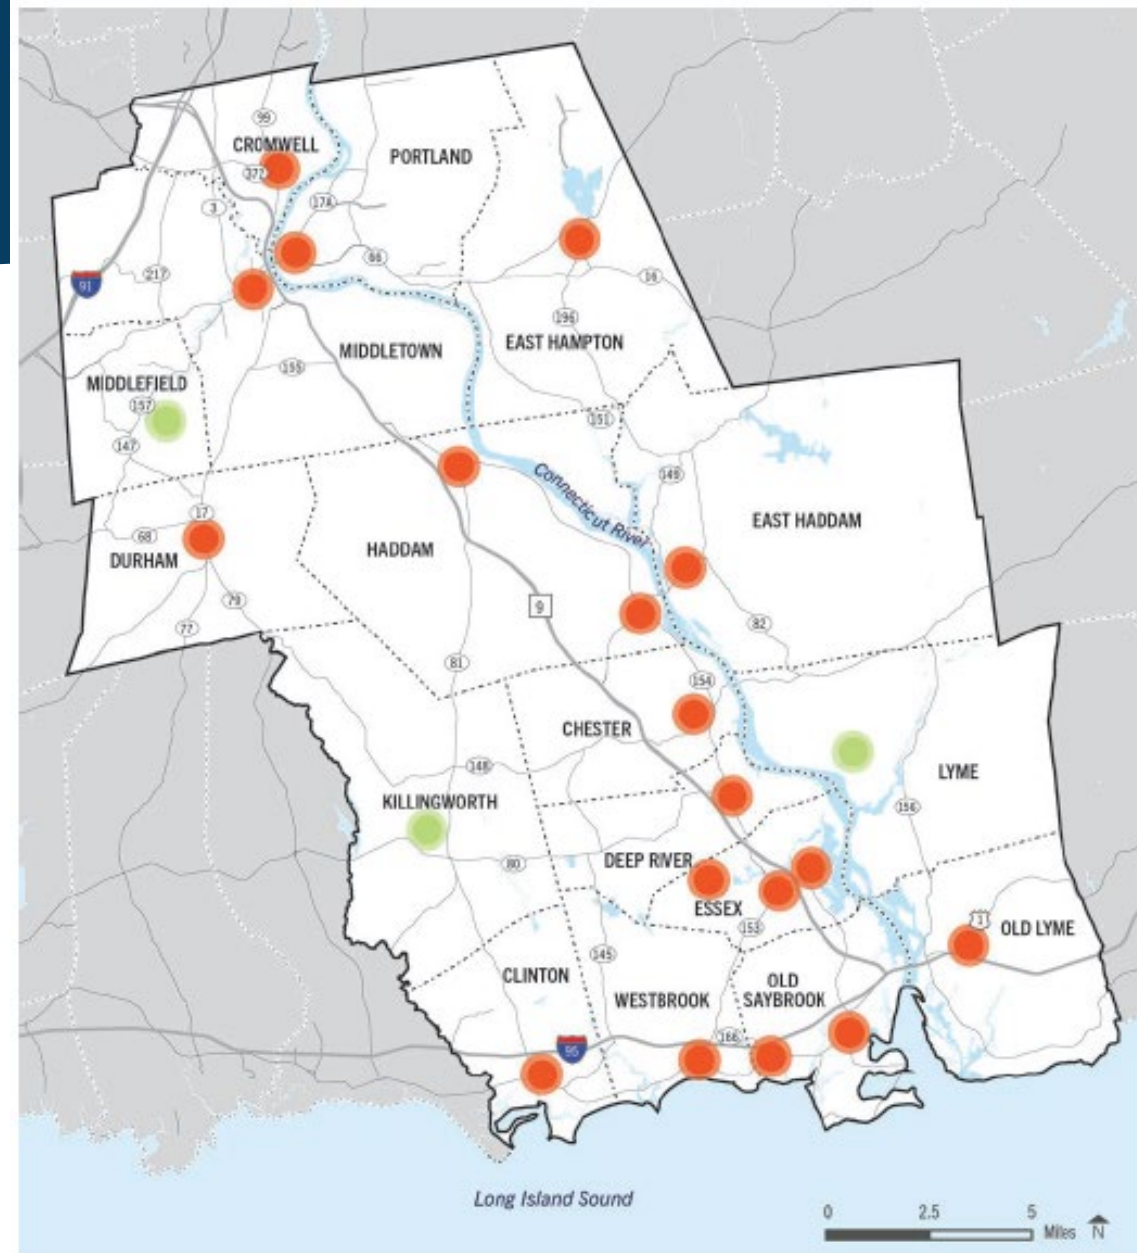 99
CROMWELL
PORTLAND
372
17A
3
66
217
16
91
196
EAST HAMPTON
MIDDLETOWN
155
MIDDLEFIELD
157
151
147
149
Connecticut River
17
EAST HADDAM
68
HADDAM
DURHAM
79
9
82
77
81
154
CHESTER
148
LYME
KILLINGWORTH
156
80
DEEP RIVER
ESSEX
1
OLD LYME
153
145
CLINTON
OLD
SAYBROOK
WESTBROOK
166
95
Long Island Sound
0 2.5 5
Miles N